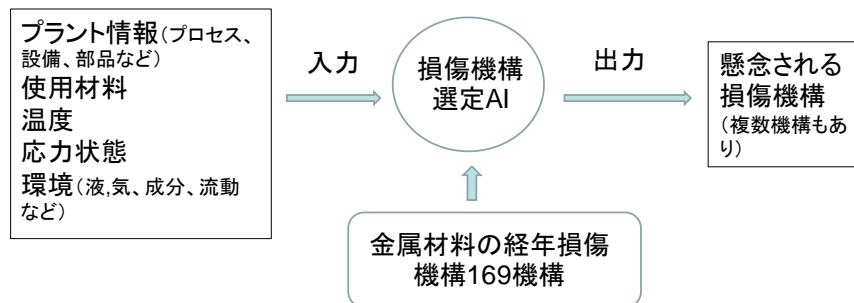 プラント情報(プロセス、
設備、部品など)
使用材料
温度
応力状態
環境(液,気、成分、流動
など)
入力
損傷機構
選定AI
出力
懸念される
損傷機構
(複数機構もあ
り)
金属材料の経年損傷
機構169機構